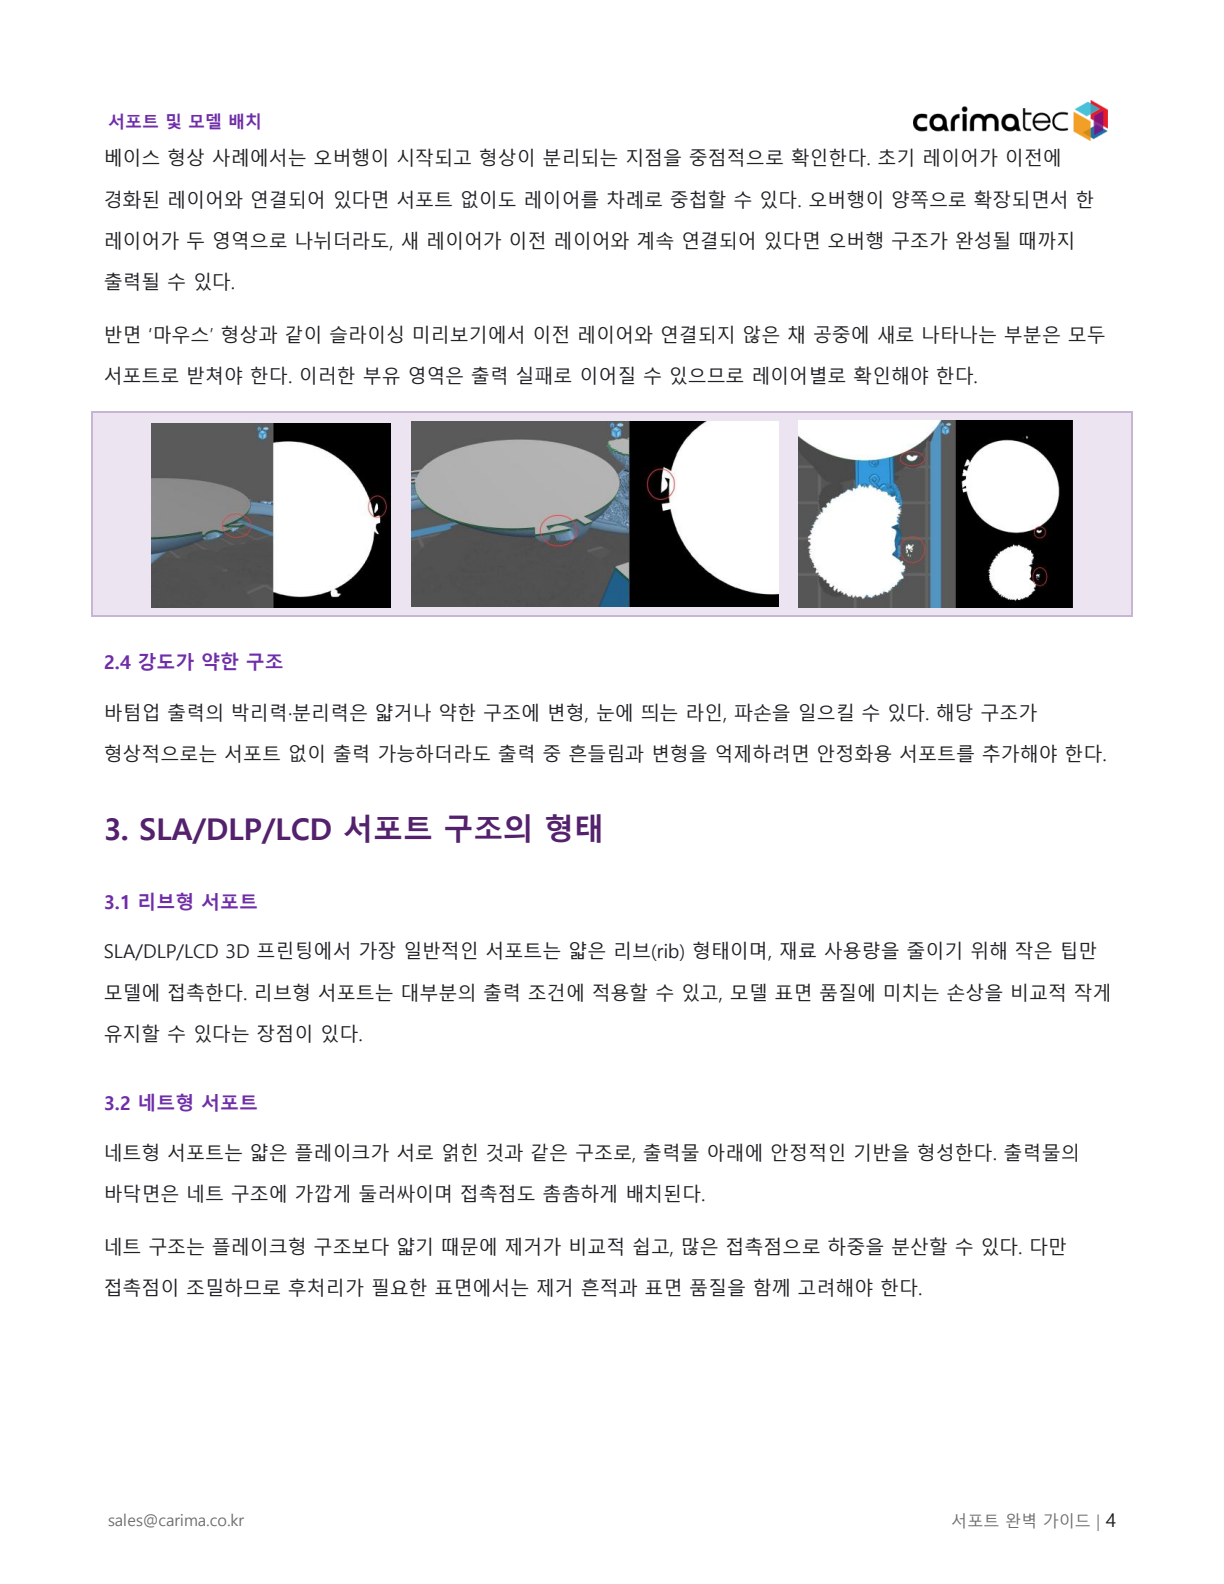 서포트 및 모델 배치
carimatec
베이스 형상 사례에서는 오버행이 시작되고 형상이 분리되는 지점을 중점적으로 확인한다. 초기 레이어가 이전에
경화된 레이어와 연결되어 있다면 서포트 없이도 레이어를 차례로 중첩할 수 있다. 오버행이 양쪽으로 확장되면서 한
레이어가 두 영역으로 나뉘더라도, 새 레이어가 이전 레이어와 계속 연결되어 있다면 오버행 구조가 완성될 때까지
출력될 수 있다.
반면 ‘마우스’ 형상과 같이 슬라이싱 미리보기에서 이전 레이어와 연결되지 않은 채 공중에 새로 나타나는 부분은 모두
서포트로 받쳐야 한다. 이러한 부유 영역은 출력 실패로 이어질 수 있으므로 레이어별로 확인해야 한다.
2.4 강도가 약한 구조
바텀업 출력의 박리력·분리력은 얇거나 약한 구조에 변형, 눈에 띄는 라인, 파손을 일으킬 수 있다. 해당 구조가
형상적으로는 서포트 없이 출력 가능하더라도 출력 중 흔들림과 변형을 억제하려면 안정화용 서포트를 추가해야 한다.
3. SLA/DLP/LCD 서포트 구조의 형태
3.1 리브형 서포트
SLA/DLP/LCD 3D 프린팅에서 가장 일반적인 서포트는 얇은 리브(rib) 형태이며, 재료 사용량을 줄이기 위해 작은 팁만
모델에 접촉한다. 리브형 서포트는 대부분의 출력 조건에 적용할 수 있고, 모델 표면 품질에 미치는 손상을 비교적 작게
유지할 수 있다는 장점이 있다.
3.2 네트형 서포트
네트형 서포트는 얇은 플레이크가 서로 얽힌 것과 같은 구조로, 출력물 아래에 안정적인 기반을 형성한다. 출력물의
바닥면은 네트 구조에 가깝게 둘러싸이며 접촉점도 촘촘하게 배치된다.
네트 구조는 플레이크형 구조보다 얇기 때문에 제거가 비교적 쉽고, 많은 접촉점으로 하중을 분산할 수 있다. 다만
접촉점이 조밀하므로 후처리가 필요한 표면에서는 제거 흔적과 표면 품질을 함께 고려해야 한다.
sales@carima.co.kr
서포트 완벽 가이드 | 4